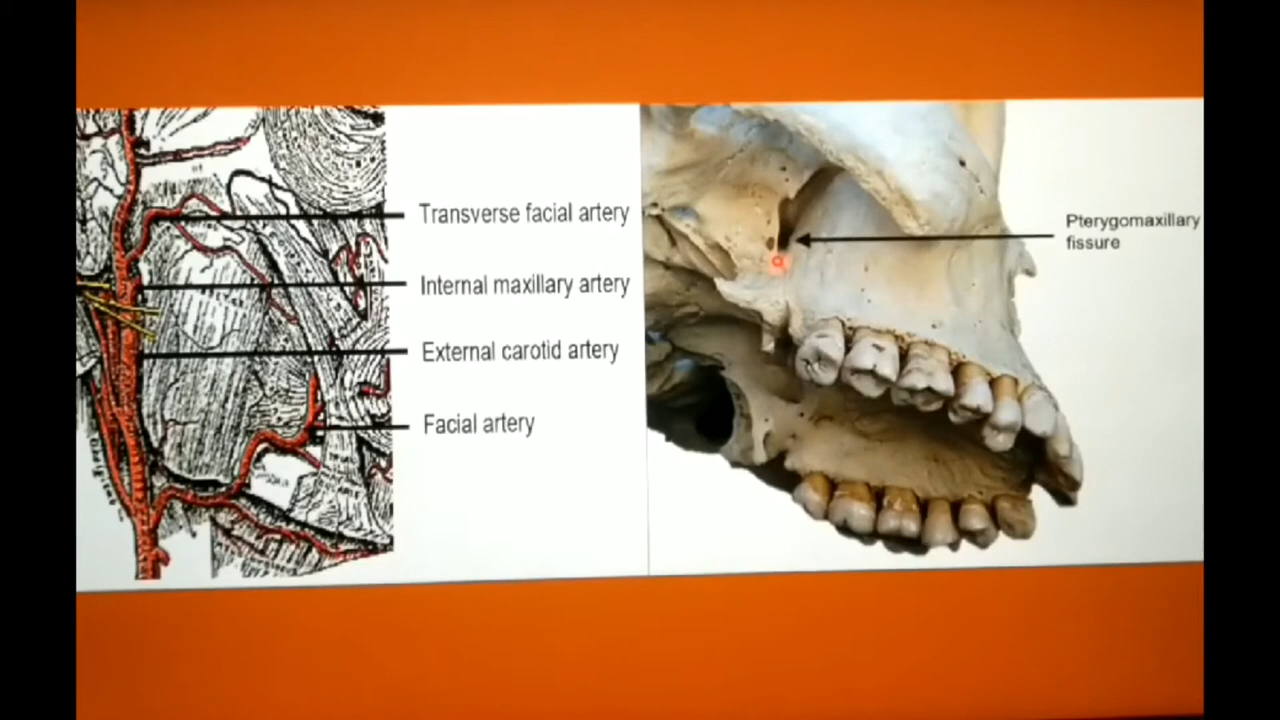 Transverse facial artery
Internal maxillary artery
External carotid artery
Facial artery
Pterygomaxillary
fissure